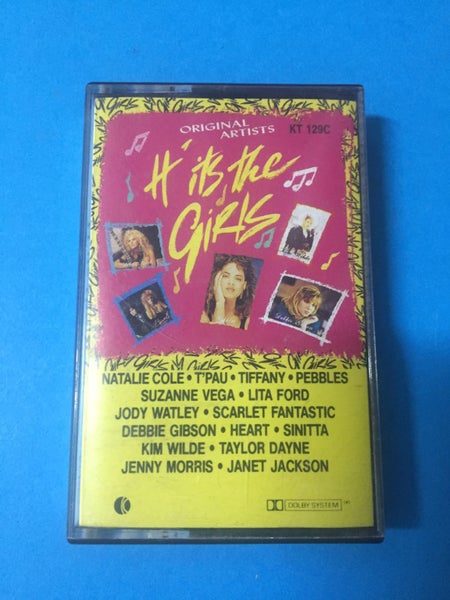 ORIGINAL
ARTISTS
KT 129C
H'its the
GiRLS
NATALIE COLE • T'PAU • TIFFANY • PEBBLES
SUZANNE VEGA • LITA FORD
JODY WATLEY • SCARLET FANTASTIC
DEBBIE GIBSON • HEART • SINITTA
KIM WILDE • TAYLOR DAYNE
JENNY MORRIS • JANET JACKSON
K
DOLBY SYSTEM